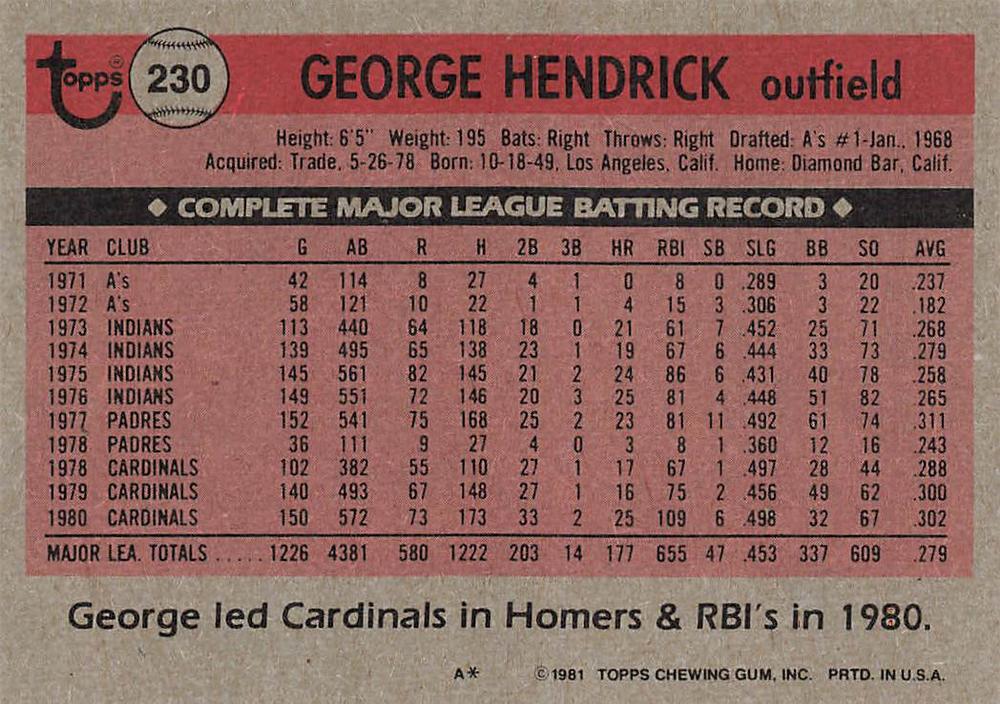 Topps® 230 GEORGE HENDRICK outfield
Height: 6'5" Weight: 195 Bats: Right Throws: Right Drafted: A's #1-Jan., 1968
Acquired: Trade, 5-26-78 Born: 10-18-49, Los Angeles, Calif. Home: Diamond Bar, Calif.
◆ COMPLETE MAJOR LEAGUE BATTING RECORD ◆
YEAR CLUB G AB R H 2B 3B HR RBI SB SLG BB SO AVG
1971 A's 42 114 8 27 4 1 0 8 0 .289 3 20 .237
1972 A's 58 121 10 22 1 1 4 15 3 .306 3 22 .182
1973 INDIANS 113 440 64 118 18 0 21 61 7 .452 25 71 .268
1974 INDIANS 139 495 65 138 23 1 19 67 6 .444 33 73 .279
1975 INDIANS 145 561 82 145 21 2 24 86 6 .431 40 78 .258
1976 INDIANS 149 551 72 146 20 3 25 81 4 .448 51 82 .265
1977 PADRES 152 541 75 168 25 2 23 81 11 .492 61 74 .311
1978 PADRES 36 111 9 27 4 0 3 8 1 .360 12 16 .243
1978 CARDINALS 102 382 55 110 27 1 17 67 1 .497 28 44 .288
1979 CARDINALS 140 493 67 148 27 1 16 75 2 .456 49 62 .300
1980 CARDINALS 150 572 73 173 33 2 25 109 6 .498 32 67 .302
MAJOR LEA. TOTALS ..... 1226 4381 580 1222 203 14 177 655 47 .453 337 609 .279
George led Cardinals in Homers & RBI's in 1980.
A* ©1981 TOPPS CHEWING GUM, INC. PRTD. IN U.S.A.